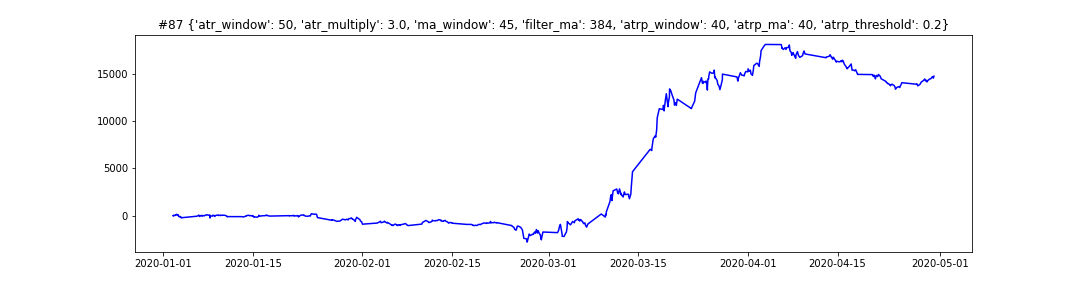 #87 {'atr_window': 50, 'atr_multiply': 3.0, 'ma_window': 45, 'filter_ma': 384, 'atrp_window': 40, 'atrp_ma': 40, 'atrp_threshold': 0.2}
15000
10000
5000
0
2020-01-01 2020-01-15 2020-02-01 2020-02-15 2020-03-01 2020-03-15 2020-04-01 2020-04-15 2020-05-01